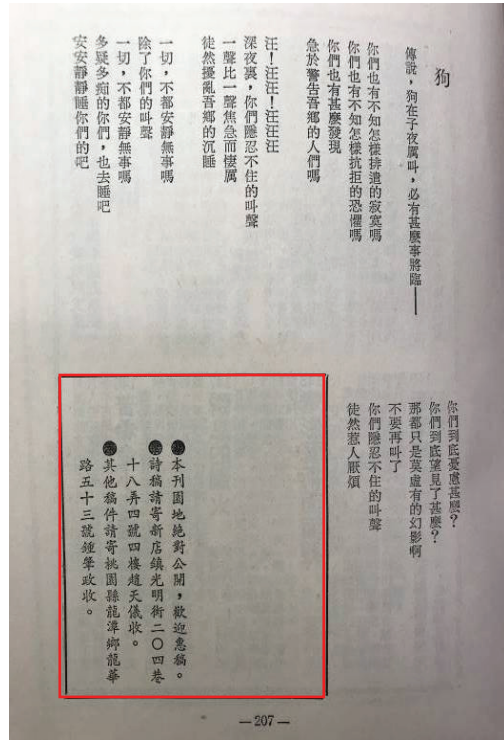 狗
傳說，狗在子夜厲叫，必有甚麼事將臨——
你們也有不知怎樣排遣的寂寞嗎
你們也有不知怎樣抗拒的恐懼嗎
你們也有甚麼發現
急於警告吾鄉的人們嗎
汪！汪汪！汪汪汪
深夜裏，你們隱忍不住的叫聲
一聲比一聲焦急而棲厲
徒然擾亂吾鄉的沉睡
一切，不都安靜無事嗎
除了你們的叫聲
一切，不都安靜無事嗎
多疑多痴的你們，也去睡吧
安安靜靜睡你們的吧
你們到底憂慮甚麼？
你們到底望見了甚麼？
那都只是莫虛有的幻影啊
不要再叫了
你們隱忍不住的叫聲
徒然惹人厭煩
●本刊園地絕對公開，歡迎惠稿。
●詩稿請寄新店鎮光明街二〇四巷
十八弄四號四樓趙天儀收。
●其他稿件請寄桃園縣龍潭鄉龍華
路五十三號鍾肇政收。
—207—